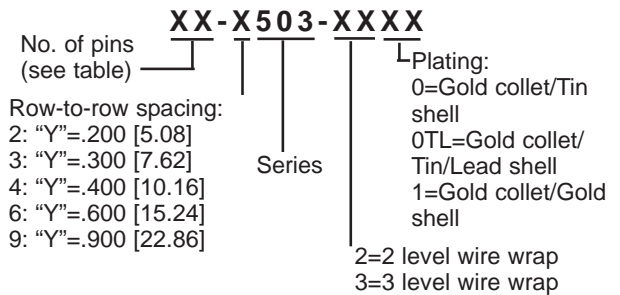 XX-X503-XXXX
No. of pins
(see table)
Row-to-row spacing:
2: “Y”=.200 [5.08]
3: “Y”=.300 [7.62]
4: “Y”=.400 [10.16]
6: “Y”=.600 [15.24]
9: “Y”=.900 [22.86]
Series
Plating:
0=Gold collet/Tin
shell
0TL=Gold collet/
Tin/Lead shell
1=Gold collet/Gold
shell
2=2 level wire wrap
3=3 level wire wrap